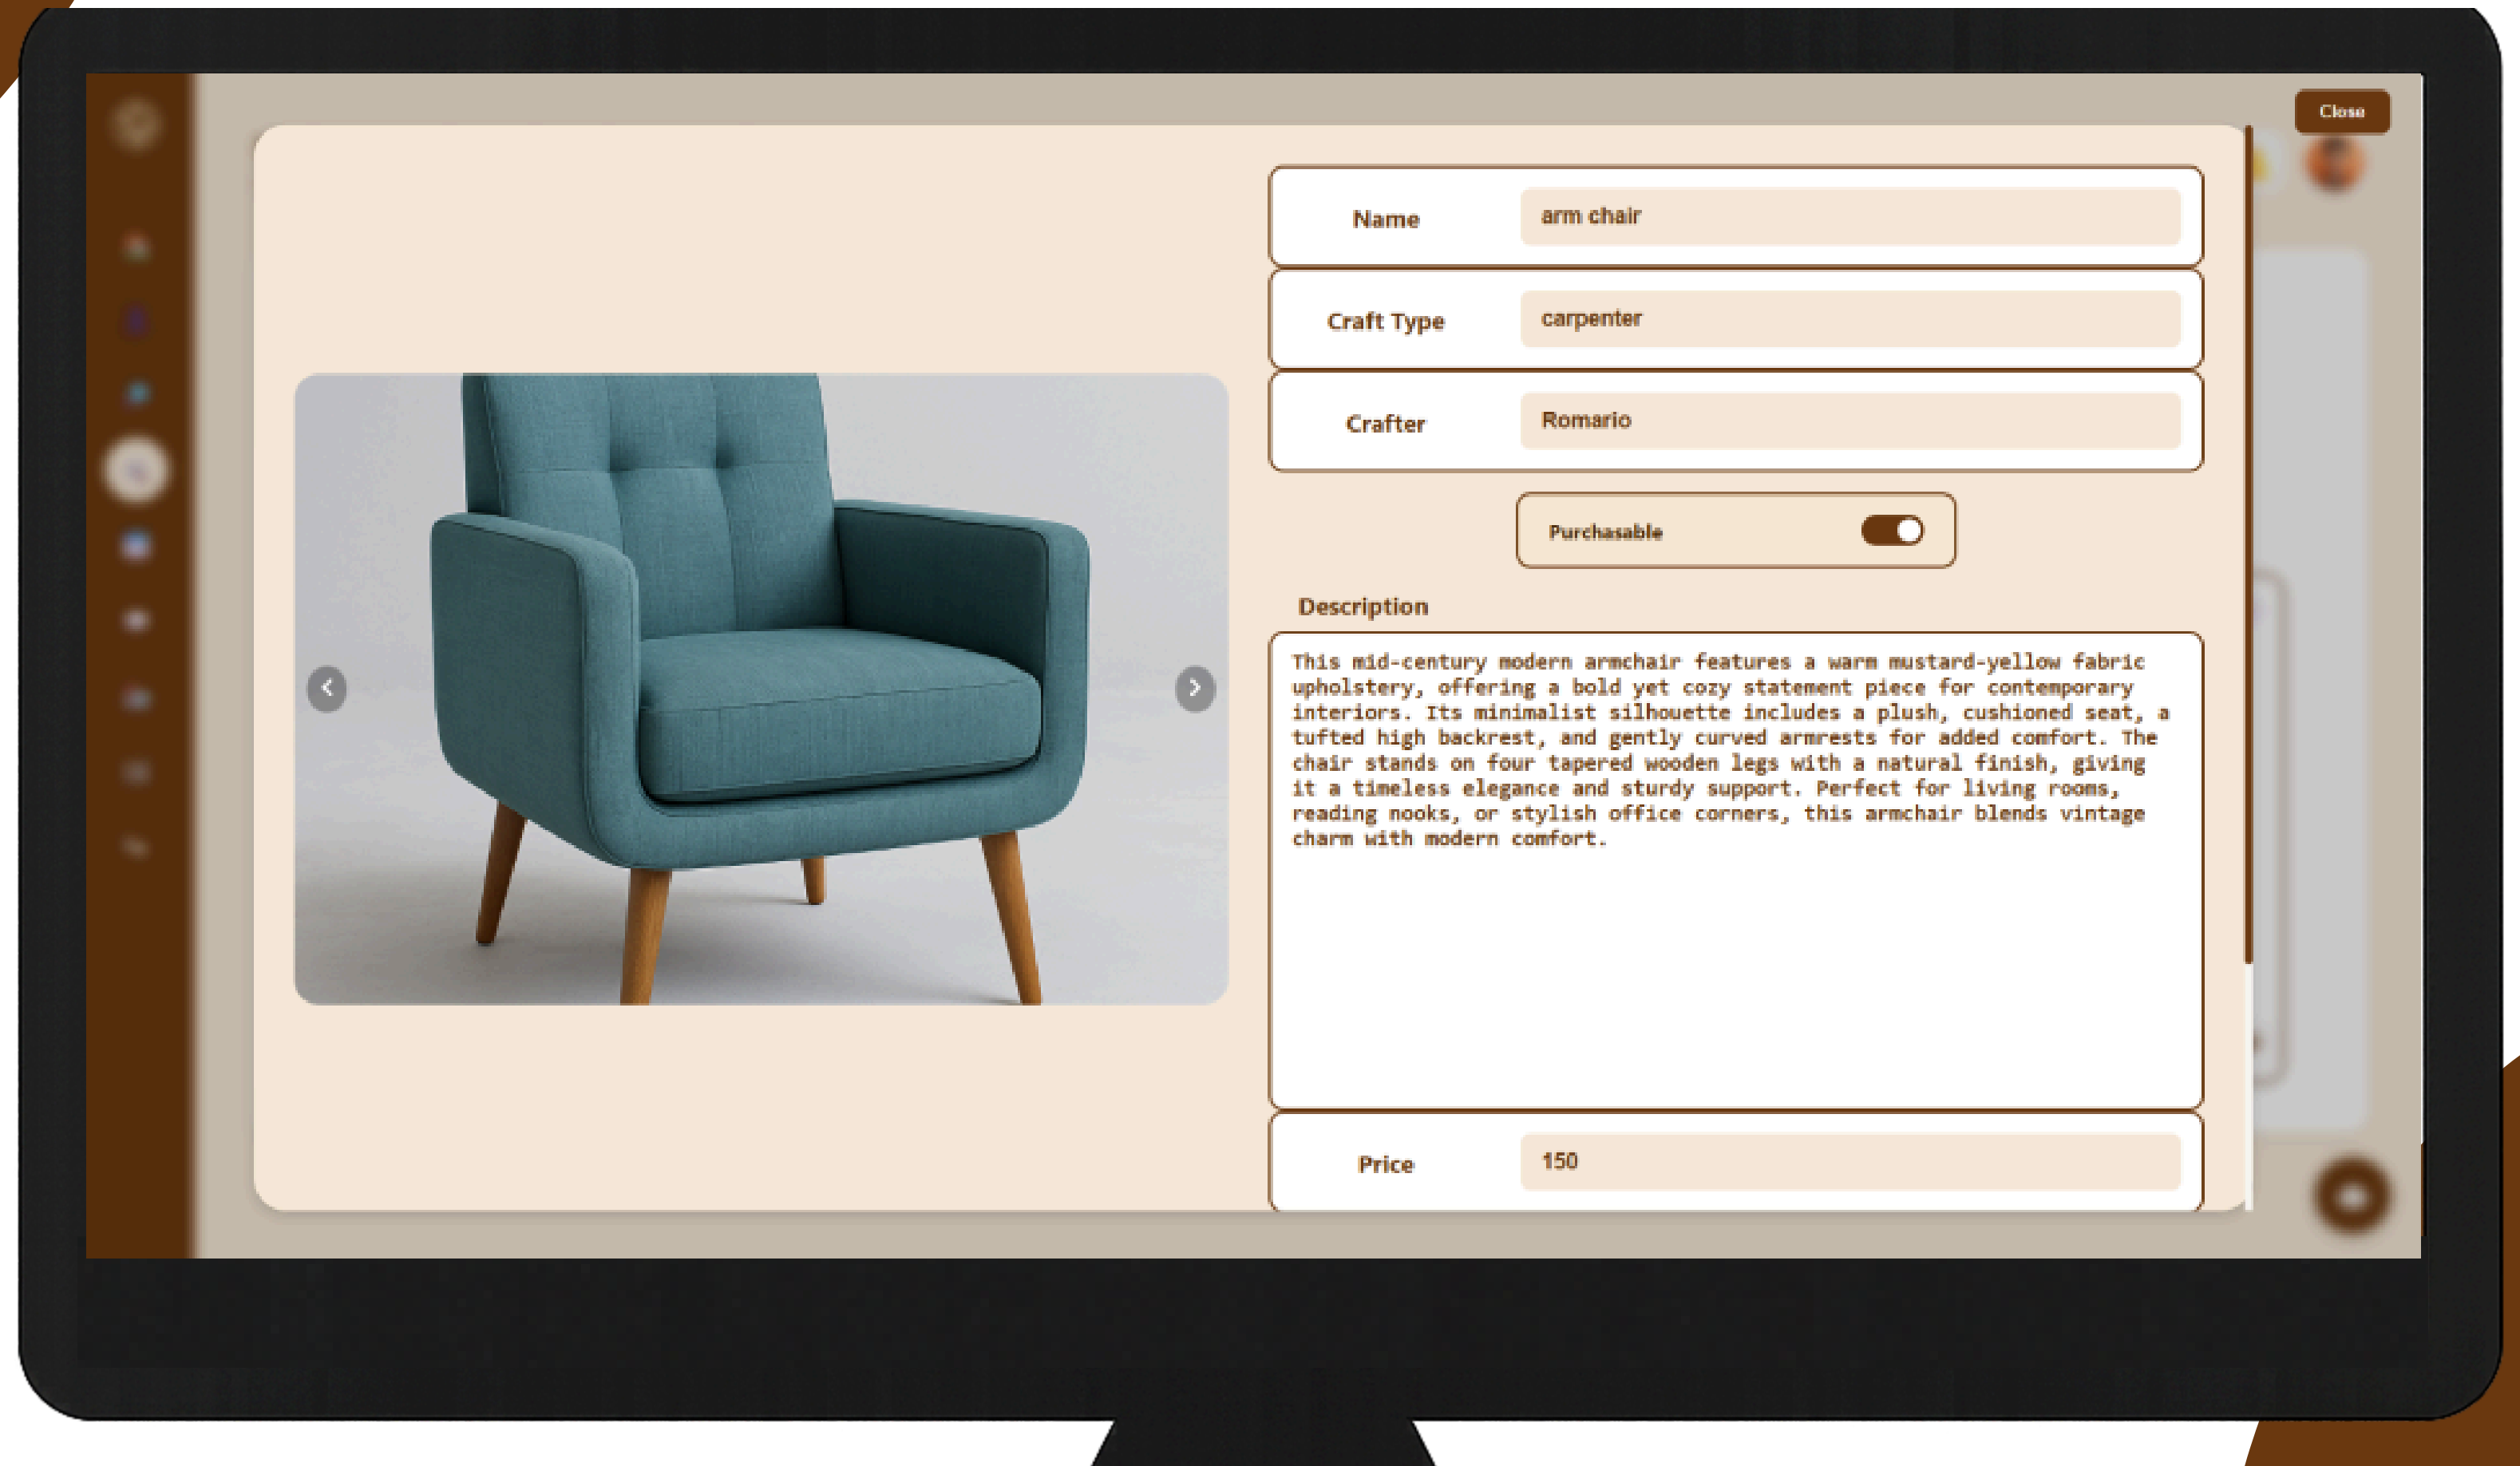 Close
Name
arm chair
Craft Type
carpenter
Crafter
Romario
Purchasable
Description
This mid-century modern armchair features a warm mustard-yellow fabric
upholstery, offering a bold yet cozy statement piece for contemporary
interiors. Its minimalist silhouette includes a plush, cushioned seat, a
tufted high backrest, and gently curved armrests for added comfort. The
chair stands on four tapered wooden legs with a natural finish, giving
it a timeless elegance and sturdy support. Perfect for living rooms,
reading nooks, or stylish office corners, this armchair blends vintage
charm with modern comfort.
Price
150